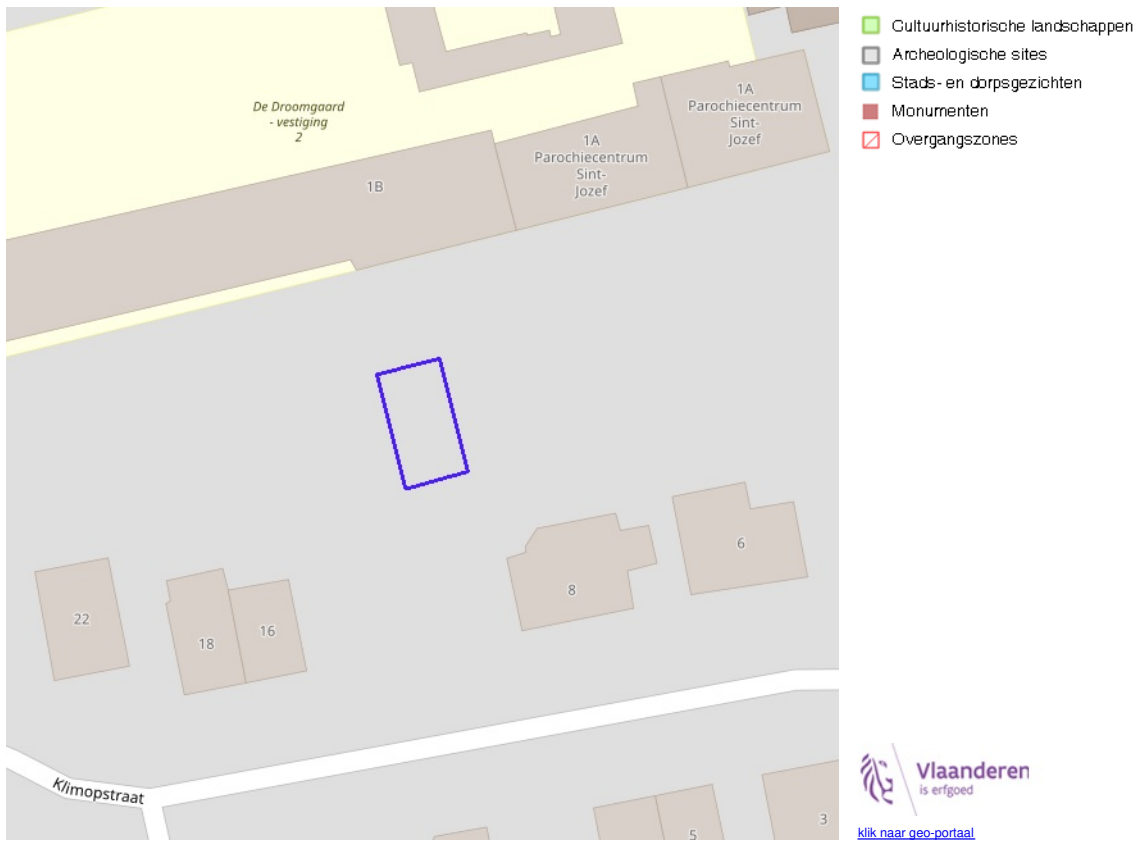 De Droomgaard
- vestiging
2
1B
1A
Parochiecentrum
Sint-
Jozef
1A
Parochiecentrum
Sint-
Jozef
22
18
16
8
6
Klimopstraat
5
3
Cultuurhistorische landschappen
Archeologische sites
Stads- en dorpsgezichten
Monumenten
Overgangszones
Vlaanderen
is erfgoed
klik naar geo-portaal